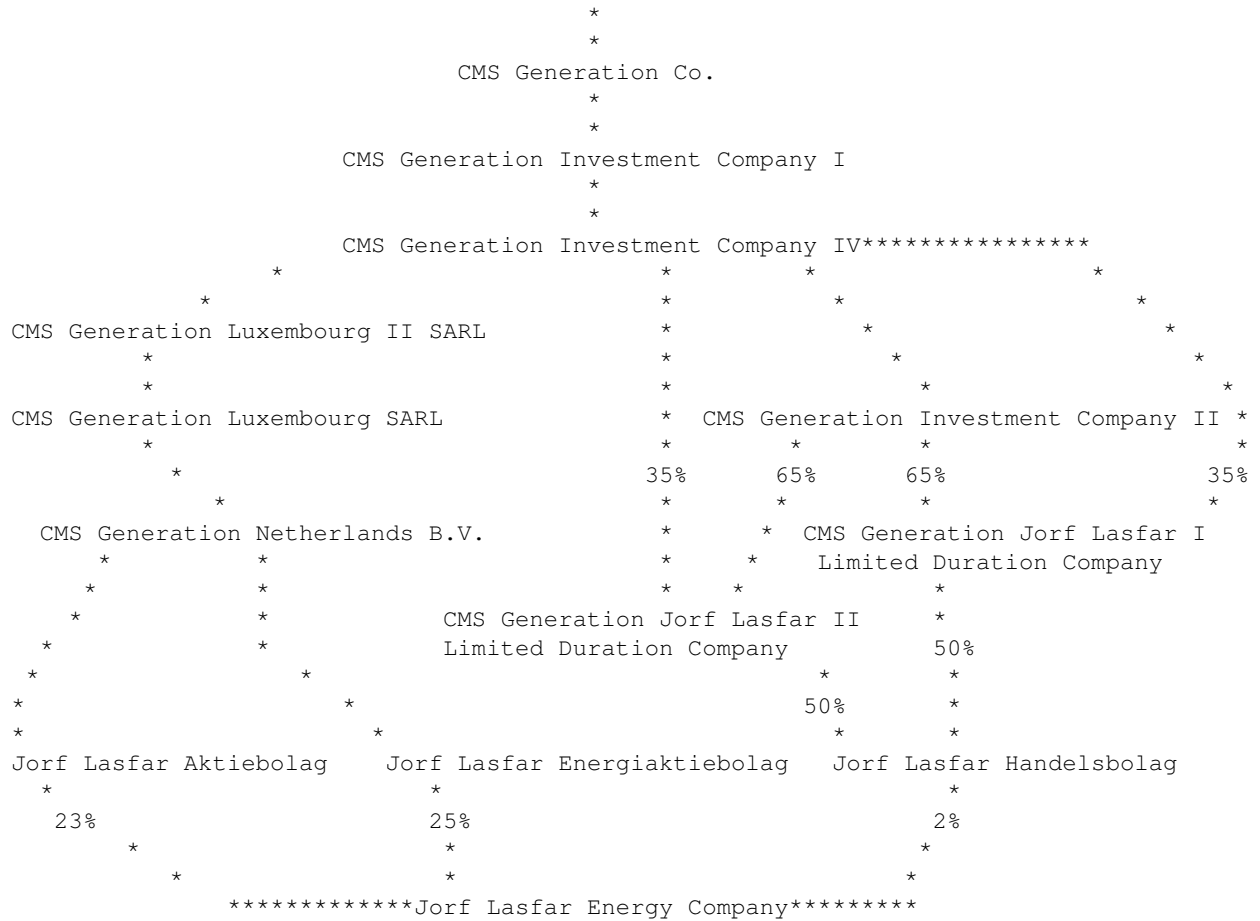 *
*
CMS Generation Co.
*
*
CMS Generation Investment Company I
*
*
CMS Generation Investment Company IV****************
* * * *
* * * *
CMS Generation Luxembourg II SARL * * *
* * * *
* * * *
CMS Generation Luxembourg SARL * CMS Generation Investment Company II *
* * * * *
* 35% 65% 65% 35%
* * * * *
CMS Generation Netherlands B.V. * * CMS Generation Jorf Lasfar I
* * * * Limited Duration Company
* * * * *
* * CMS Generation Jorf Lasfar II *
* * Limited Duration Company 50%
* * * *
* * 50% *
* * * *
Jorf Lasfar Aktiebolag Jorf Lasfar Energiaktiebolag Jorf Lasfar Handelsbolag
* * *
23% 25% 2%
* * *
* * *
*************Jorf Lasfar Energy Company*********